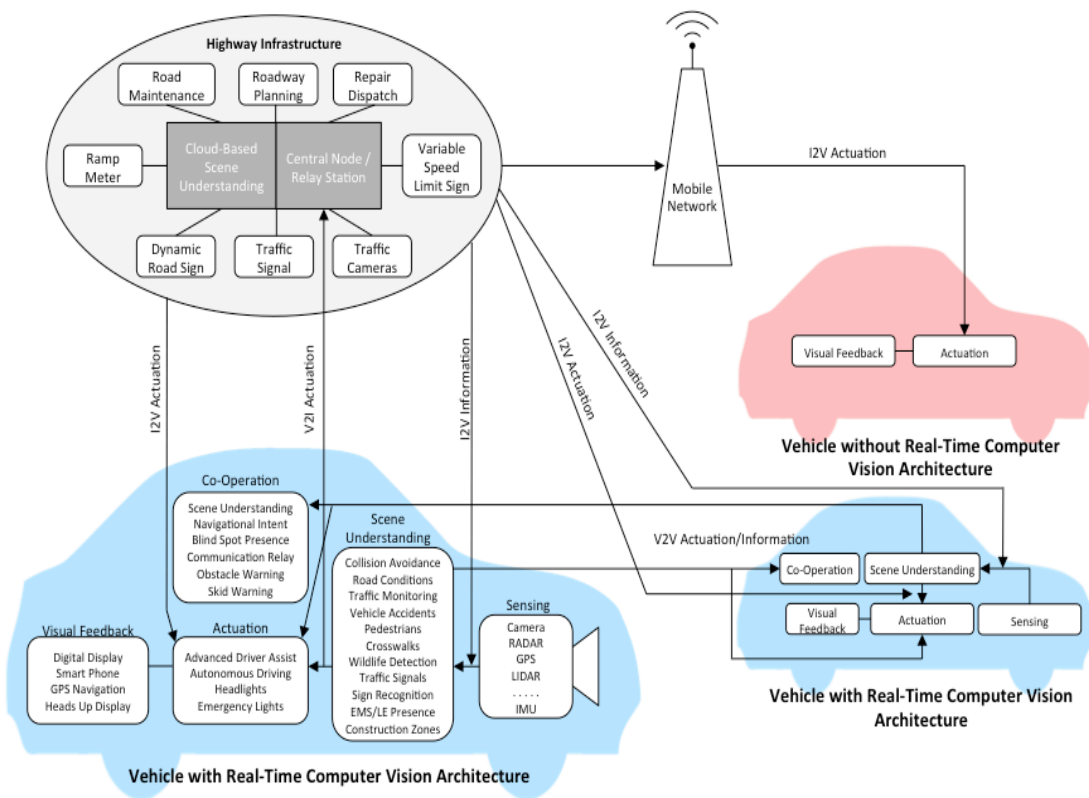 Highway Infrastructure
Road
Maintenance
Roadway
Planning
Repair
Dispatch
Ramp
Meter
Cloud-Based
Scene
Understanding
Central Node /
Relay Station
Variable
Speed
Limit Sign
Dynamic
Road Sign
Traffic
Signal
Traffic
Cameras
Mobile
Network
I2V Actuation
I2V Actuation
V2I Actuation
I2V Information
I2V Actuation
I2V Information
Visual Feedback
Actuation
Vehicle without Real-Time Computer
Vision Architecture
Co-Operation
Scene Understanding
Navigational Intent
Blind Spot Presence
Communication Relay
Obstacle Warning
Skid Warning
Scene
Understanding
Collision Avoidance
Road Conditions
Traffic Monitoring
Vehicle Accidents
Pedestrians
Crosswalks
Wildlife Detection
Traffic Signals
Sign Recognition
EMS/LE Presence
Construction Zones
Sensing
Camera
RADAR
GPS
LIDAR
. . . . .
IMU
Visual Feedback
Digital Display
Smart Phone
GPS Navigation
Heads Up Display
Actuation
Advanced Driver Assist
Autonomous Driving
Headlights
Emergency Lights
Vehicle with Real-Time Computer Vision Architecture
V2V Actuation/Information
Co-Operation
Scene Understanding
Visual
Feedback
Actuation
Sensing
Vehicle with Real-Time Computer Vision
Architecture